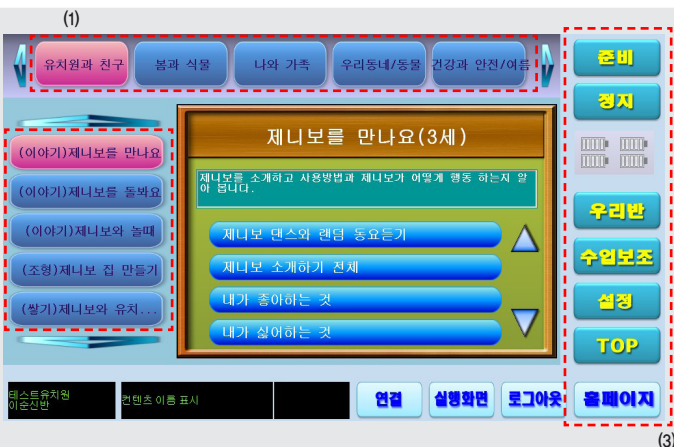 (1)
유치원과 친구
봄과 식물
나와 가족
우리동네/동물
건강과 안전/여름
준비
정지
(이야기)제니보를 만나요
(이야기)제니보를 돌봐요
(이야기)제니보와 놀때
(조형)제니보 집 만들기
(쌓기)제니보와 유치...
제니보를 만나요(3세)
제니보를 소개하고 사용방법과 제니보가 어떻게 행동 하는지 알
아 봅니다.
제니보 댄스와 랜덤 동요듣기
제니보 소개하기 전체
내가 좋아하는 것
내가 싫어하는 것
우리반
수업보조
설정
TOP
테스트유치원
이순신반
컨텐츠 이름 표시
연결
실행화면
로그아웃
홈페이지
(3)